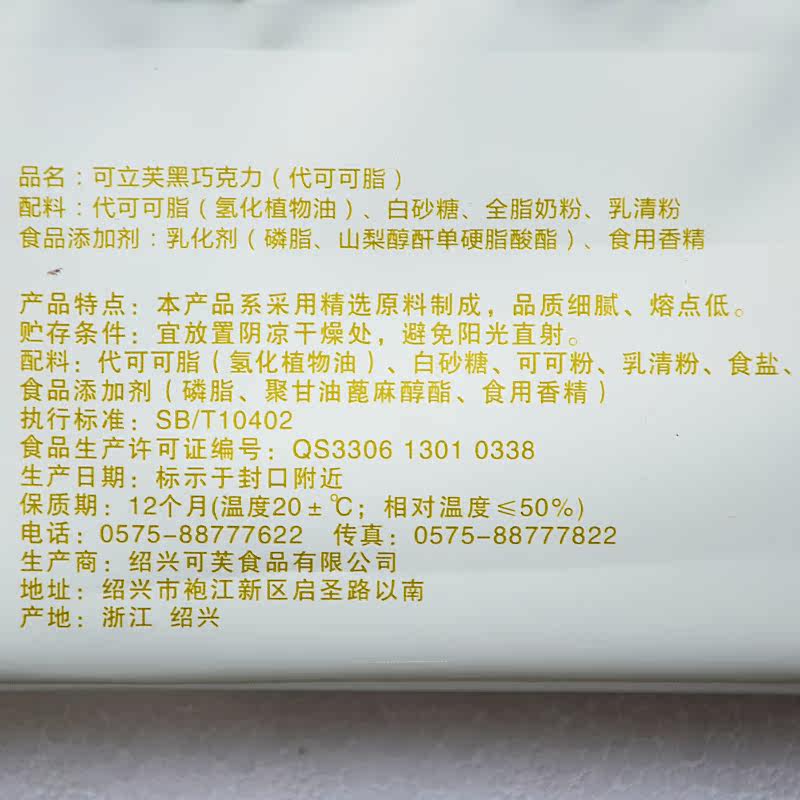 品名：可立芙黑巧克力（代可可脂）
配料：代可可脂（氢化植物油）、白砂糖、全脂奶粉、乳清粉
食品添加剂：乳化剂（磷脂、山梨醇酐单硬脂酸酯）、食用香精
产品特点：本产品系采用精选原料制成，品质细腻、熔点低。
贮存条件：宜放置阴凉干燥处，避免阳光直射。
配料：代可可脂（氢化植物油）、白砂糖、可可粉、乳清粉、食盐、
食品添加剂（磷脂、聚甘油蓖麻醇酯、食用香精）
执行标准：SB/T10402
食品生产许可证编号：QS3306 1301 0338
生产日期：标示于封口附近
保质期：12个月(温度20±℃；相对温度≤50%)
电话：0575-88777622 传真：0575-88777822
生产商：绍兴可芙食品有限公司
地址：绍兴市袍江新区启圣路以南
产地：浙江 绍兴